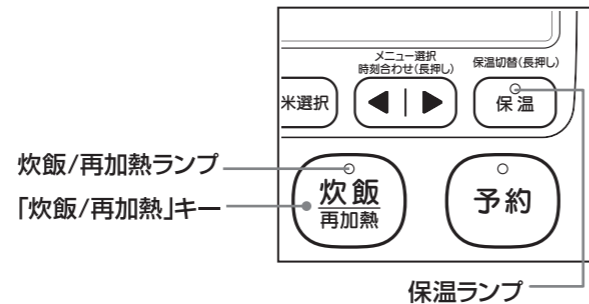 メニュー選択
時刻合わせ(長押し)
保温切替(長押し)
米選択
保温
炊飯/再加熱ランプ
「炊飯/再加熱」キー
炊飯
再加熱
予約
保温ランプ